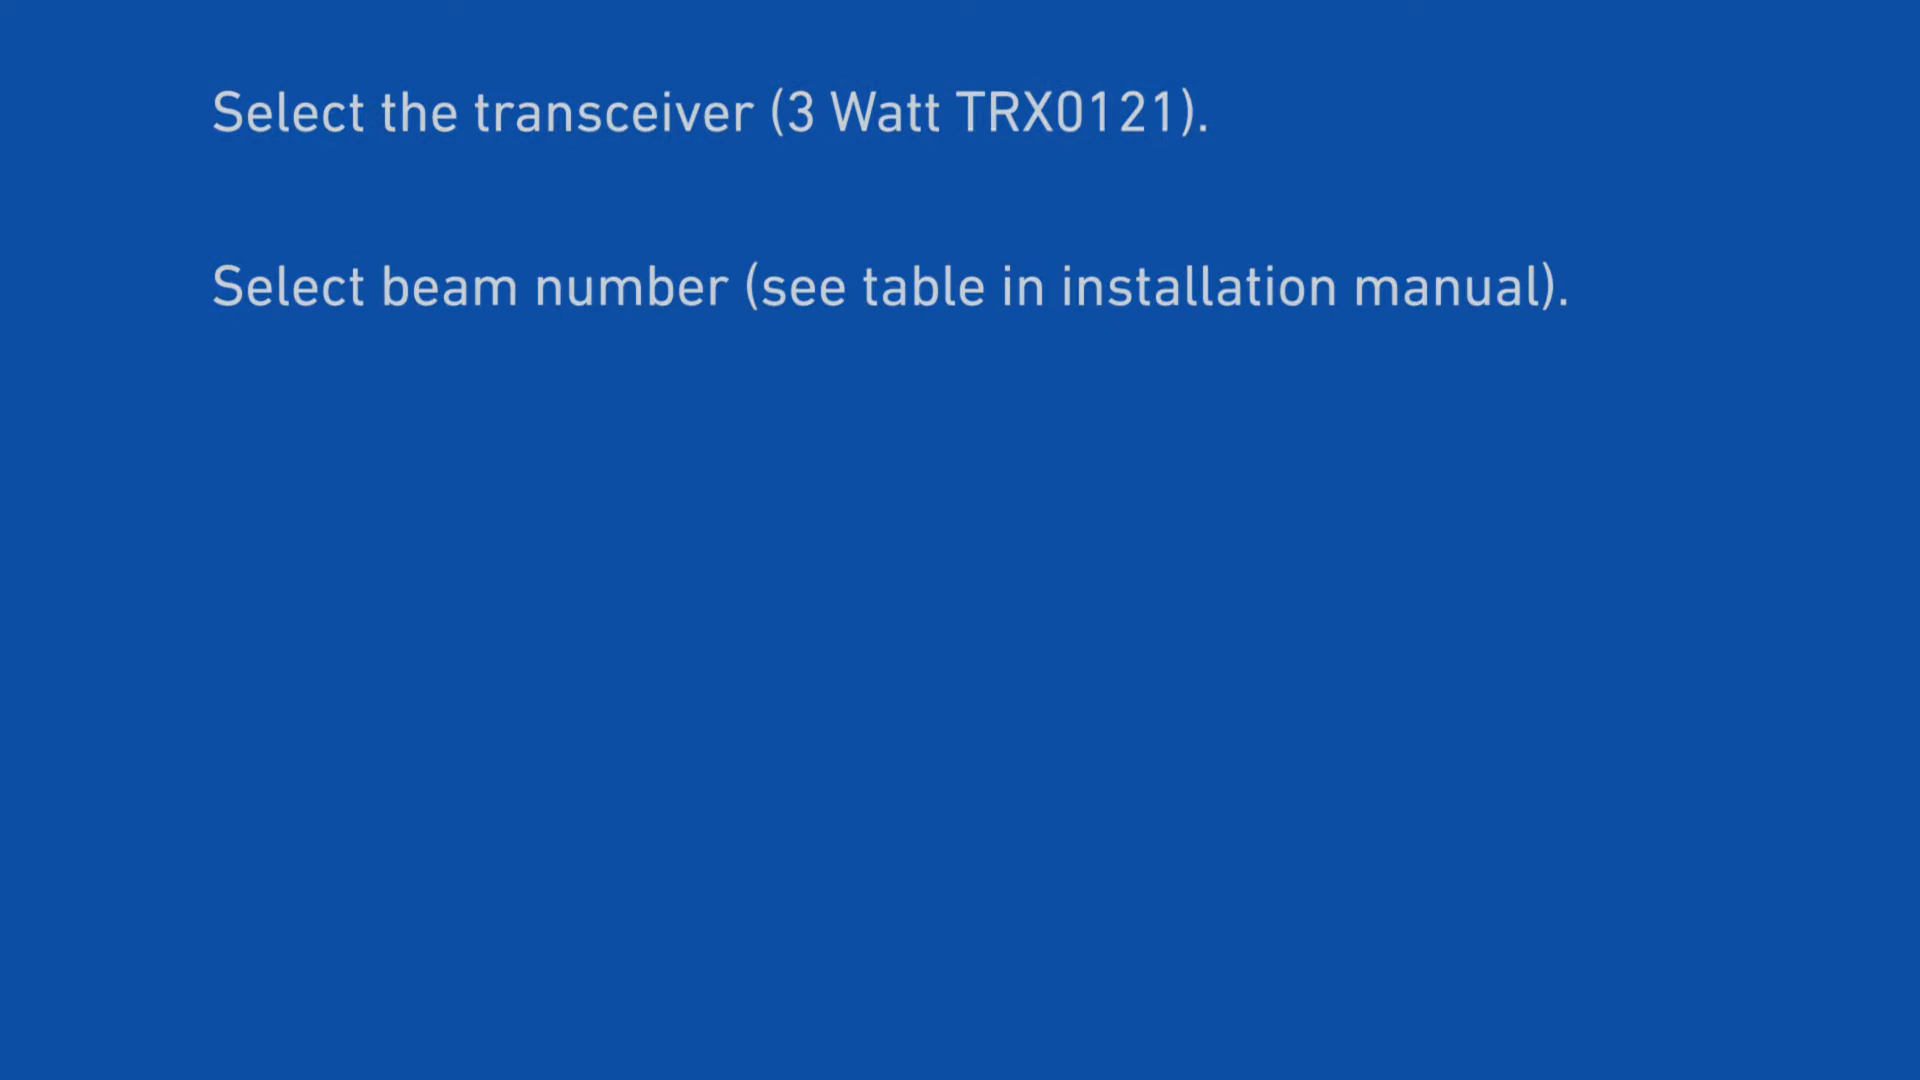 Select the transceiver (3 Watt TRX0121).
Select beam number (see table in installation manual).